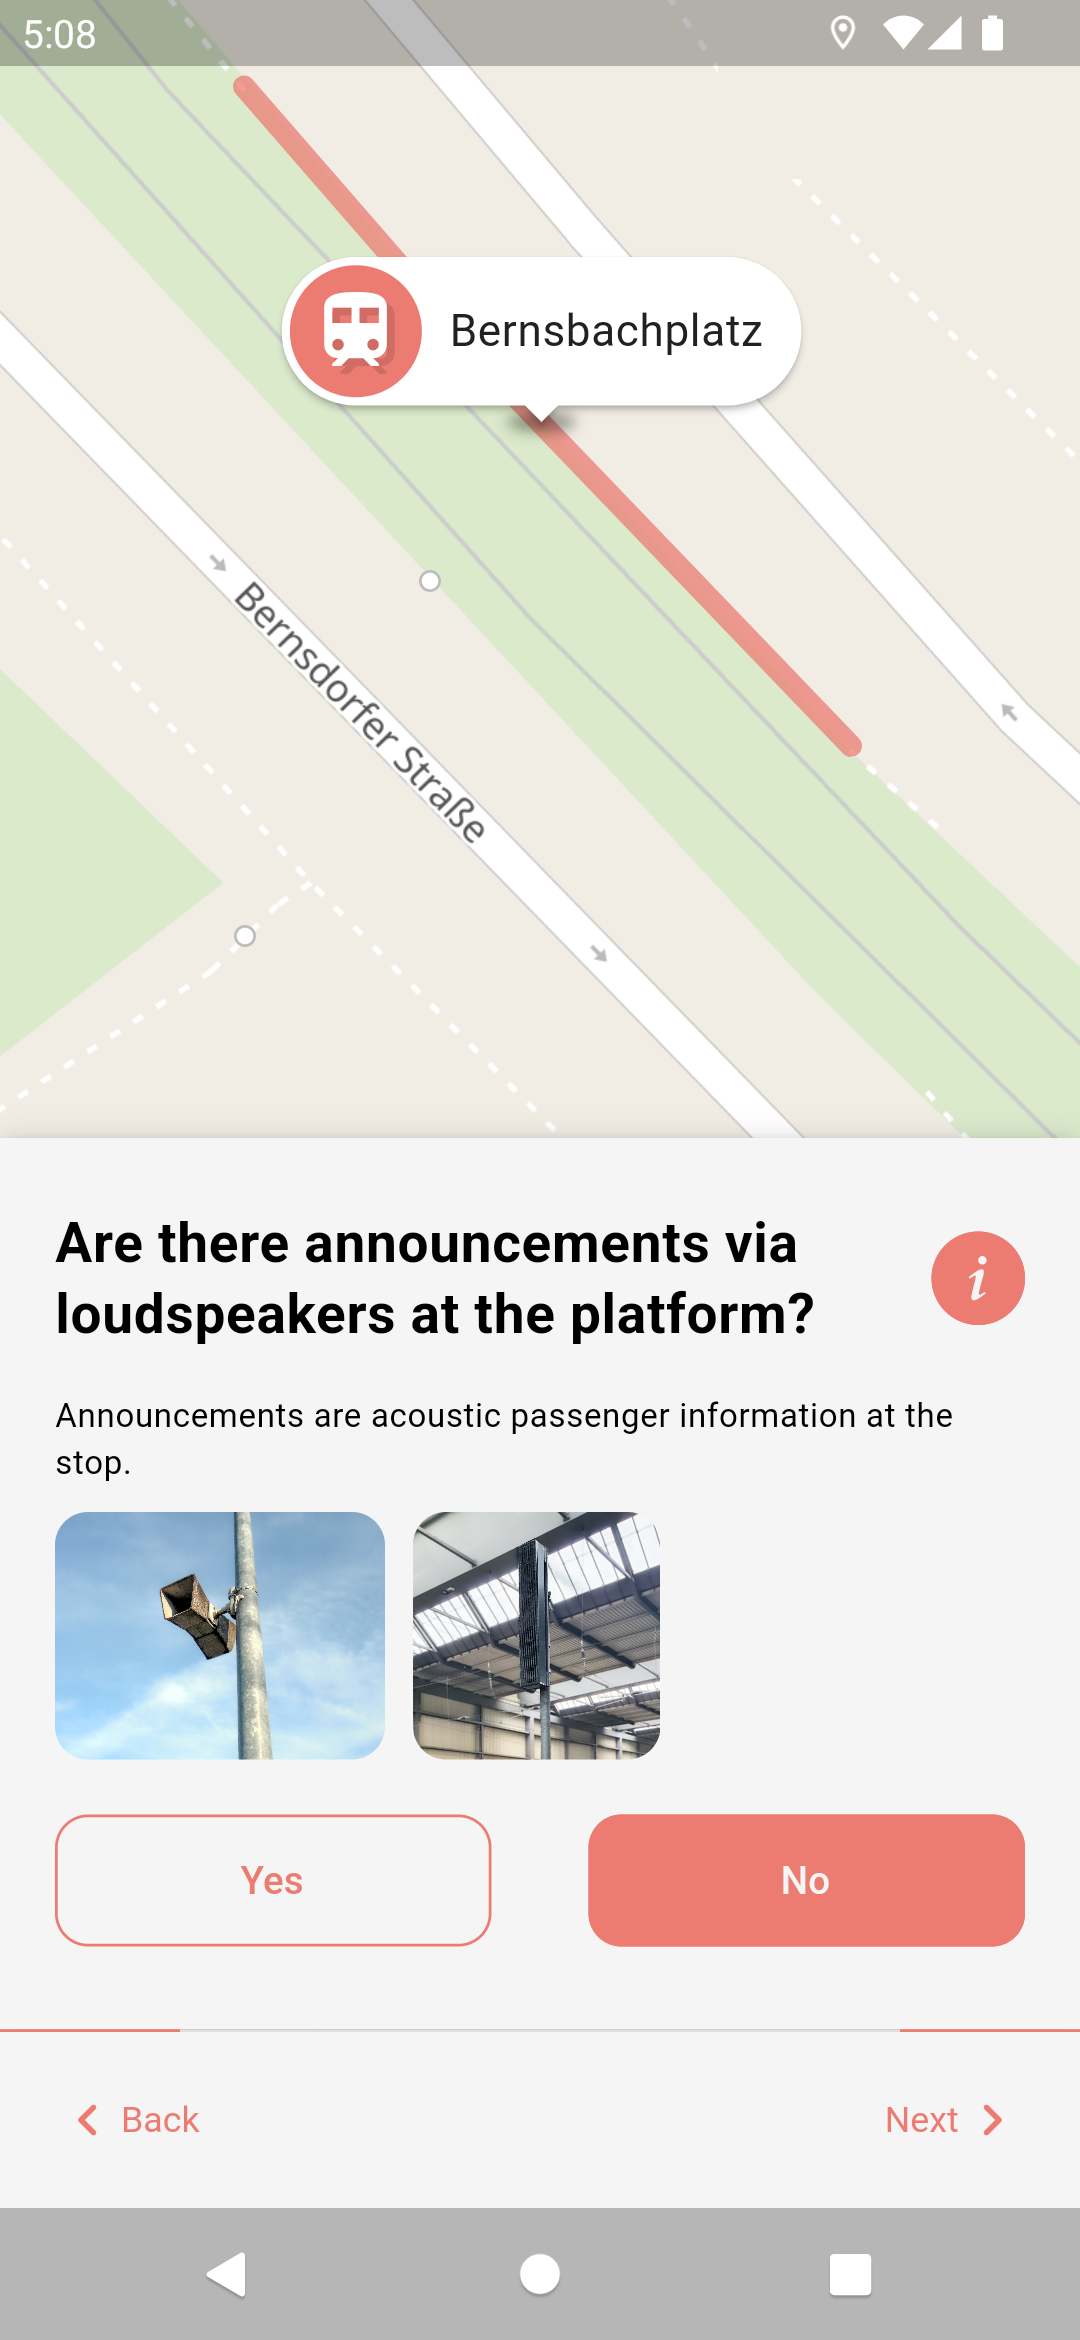 5:08
Bernsbachplatz
Bernsdorfer Straße
Are there announcements via
loudspeakers at the platform?
i
Announcements are acoustic passenger information at the
stop.
Yes
No
Back
Next